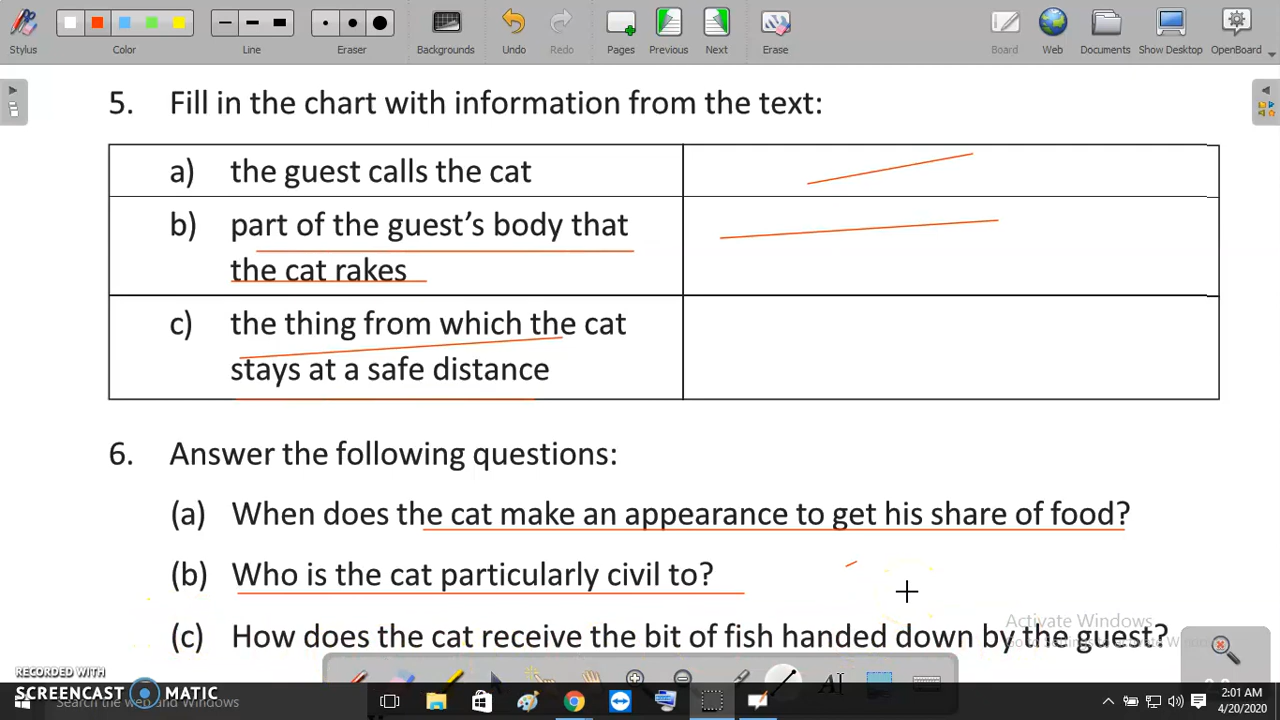 Stylus
Color
Line
Eraser
Backgrounds
Undo
Redo
Pages
Previous
Next
Erase
Board
Web
Documents
Show Desktop
OpenBoard
5. Fill in the chart with information from the text:
a) the guest calls the cat
b) part of the guest's body that
the cat rakes
c) the thing from which the cat
stays at a safe distance
6. Answer the following questions:
(a) When does the cat make an appearance to get his share of food?
(b) Who is the cat particularly civil to?
(c) How does the cat receive the bit of fish handed down by the guest?
Activate Windows
RECORDED WITH
SCREENCAST MATIC
Search the web and Windows
2:01 AM
4/20/2020